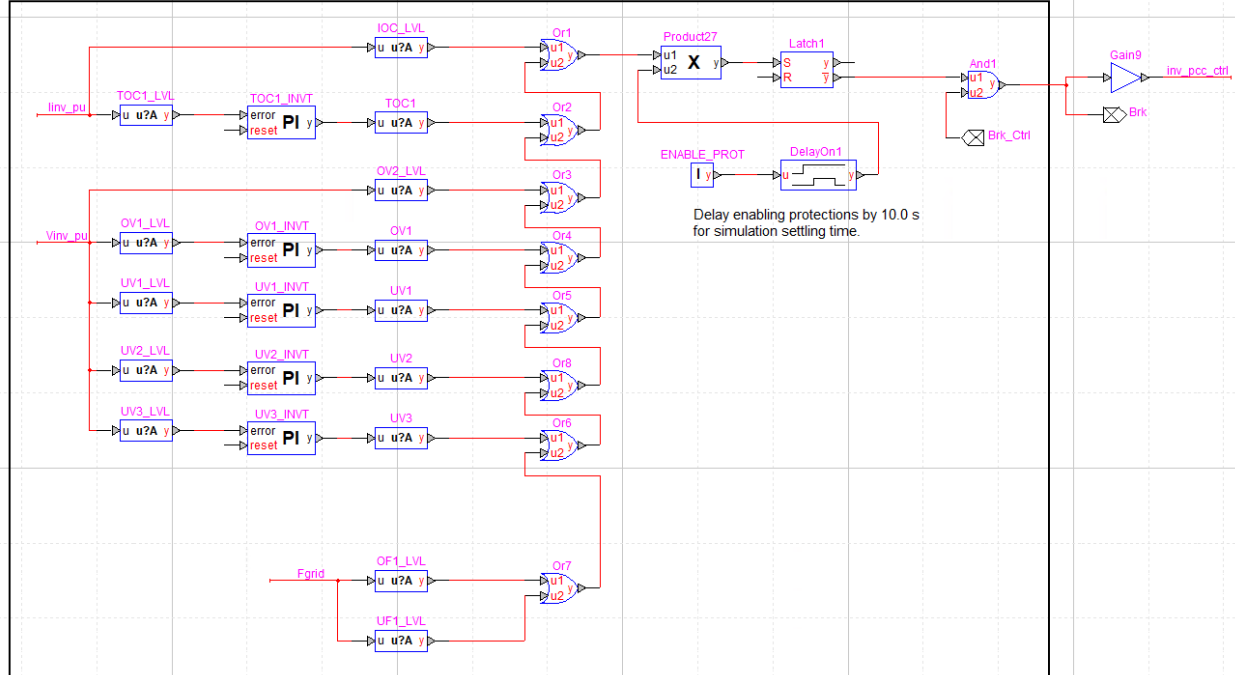 IOC_LVL
u u?A y
Or1
u1
u2
y
Product27
u1
u2
X
y
Latch1
S y
R y
And1
u1
u2
y
Gain9
inv_pcc_ctrl
Brk
Brk_Ctrl
Iinv_pu
TOC1_LVL
u u?A y
TOC1_INVT
error
reset
PI
y
TOC1
u u?A y
Or2
u1
u2
y
ENABLE_PROT
I y
DelayOn1
u
y
Delay enabling protections by 10.0 s
for simulation settling time.
OV2_LVL
u u?A y
Or3
u1
u2
y
Vinv_pu
OV1_LVL
u u?A y
OV1_INVT
error
reset
PI
y
OV1
u u?A y
Or4
u1
u2
y
UV1_LVL
u u?A y
UV1_INVT
error
reset
PI
y
UV1
u u?A y
Or5
u1
u2
y
UV2_LVL
u u?A y
UV2_INVT
error
reset
PI
y
UV2
u u?A y
Or8
u1
u2
y
UV3_LVL
u u?A y
UV3_INVT
error
reset
PI
y
UV3
u u?A y
Or6
u1
u2
y
Fgrid
OF1_LVL
u u?A y
Or7
u1
u2
y
UF1_LVL
u u?A y